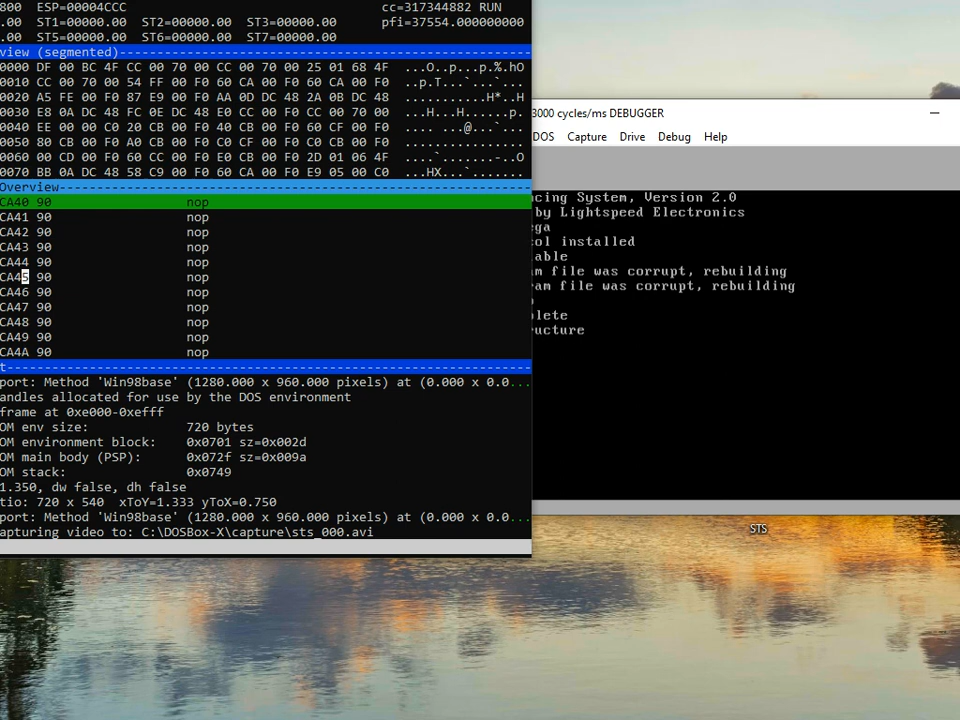 800  ESP=00004CCC cc=317344882 RUN
.00  ST1=00000.00  ST2=00000.00  ST3=00000.00 pfi=37554.000000000
.00  ST5=00000.00  ST6=00000.00  ST7=00000.00
view (segmented)
0000 DF 00 BC 4F CC 00 70 00 CC 00 70 00 25 01 68 4F  ...O..p...p.%.hO
0010 CC 00 70 00 54 FF 00 F0 60 CA 00 F0 60 CA 00 F0  ..p.T...`...`...
0020 A5 FE 00 F0 87 E9 00 F0 AA 0D DC 48 2A 0B DC 48  ...........H*..H
0030 E8 0A DC 48 FC 0E DC 48 E0 CC 00 F0 CC 00 70 00  ...H...H......p.
0040 EE 00 00 C0 20 CB 00 F0 40 CB 00 F0 60 CF 00 F0  .... ...@...`...
0050 80 CB 00 F0 A0 CB 00 F0 C0 CF 00 F0 C0 CB 00 F0  ................
0060 00 CD 00 F0 60 CC 00 F0 E0 CB 00 F0 2D 01 06 4F  ....`.......-..O
0070 BB 0A DC 48 58 C9 00 F0 60 CA 00 F0 E9 05 00 C0  ...HX...`.......
Overview
CA40 90 nop
CA41 90 nop
CA42 90 nop
CA43 90 nop
CA44 90 nop
CA45 90 nop
CA46 90 nop
CA47 90 nop
CA48 90 nop
CA49 90 nop
CA4A 90 nop
t
port: Method 'Win98base' (1280.000 x 960.000 pixels) at (0.000 x 0.0...
andles allocated for use by the DOS environment
frame at 0xe000-0xefff
OM env size: 720 bytes
OM environment block: 0x0701 sz=0x002d
OM main body (PSP): 0x072f sz=0x009a
OM stack: 0x0749
1.350, dw false, dh false
tio: 720 x 540  xToY=1.333 yToX=0.750
port: Method 'Win98base' (1280.000 x 960.000 pixels) at (0.000 x 0.0...
apturing video to: C:\DOSBox-X\capture\sts_000.avi
3000 cycles/ms DEBUGGER
DOS Capture Drive Debug Help
cing System, Version 2.0
by Lightspeed Electronics
ega
ol installed
able
am file was corrupt, rebuilding
ram file was corrupt, rebuilding
plete
ructure
STS